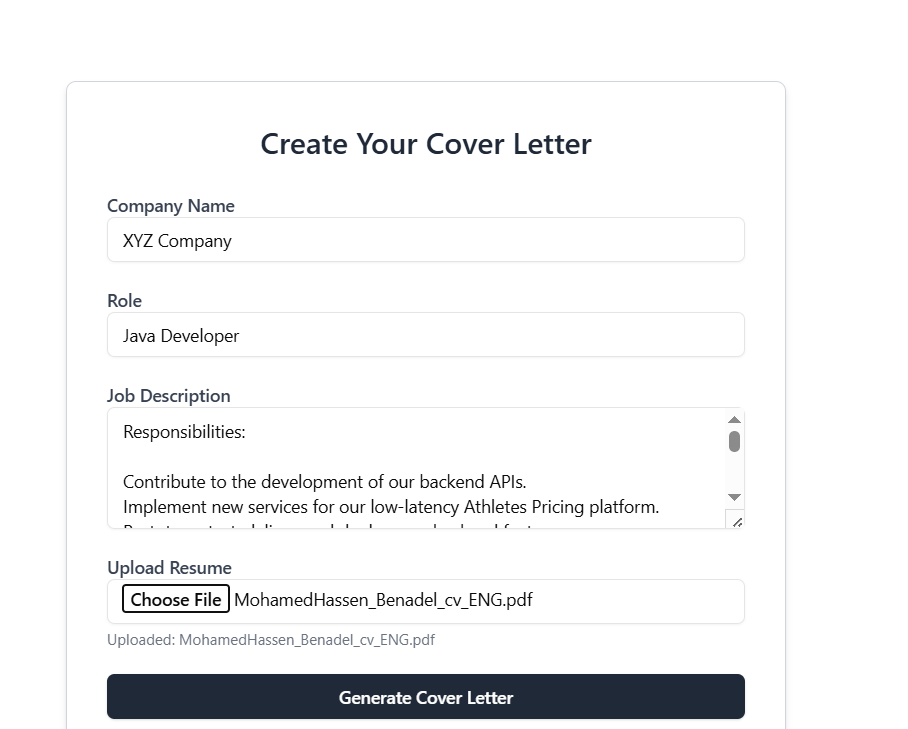 Create Your Cover Letter
Company Name
XYZ Company
Role
Java Developer
Job Description
Responsibilities:
Contribute to the development of our backend APIs.
Implement new services for our low-latency Athletes Pricing platform.
Upload Resume
Choose File MohamedHassen_Benadel_cv_ENG.pdf
Uploaded: MohamedHassen_Benadel_cv_ENG.pdf
Generate Cover Letter